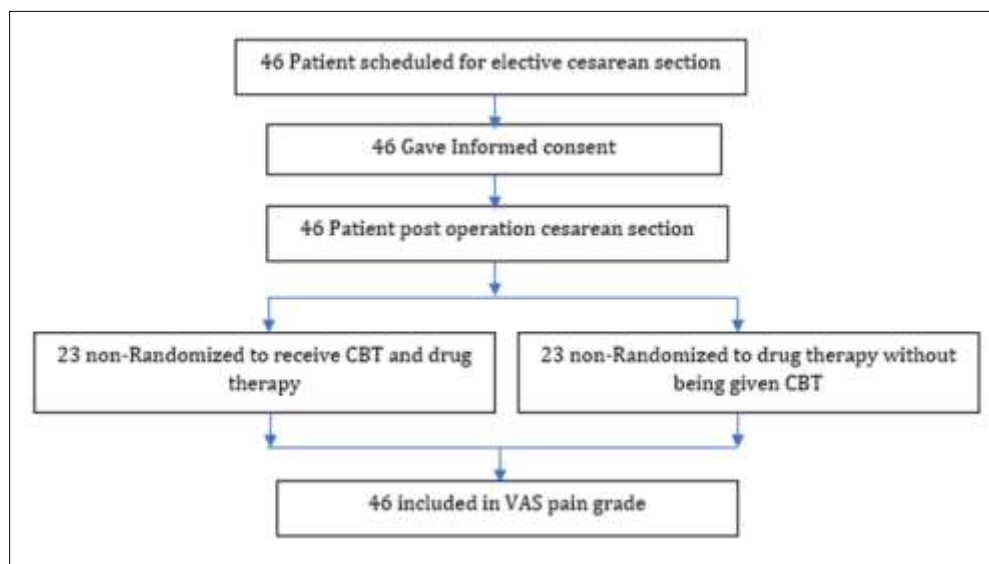 46 Patient scheduled for elective cesarean section
46 Gave Informed consent
46 Patient post operation cesarean section
23 non-Randomized to receive CBT and drug
therapy
23 non-Randomized to drug therapy without
being given CBT
46 included in VAS pain grade